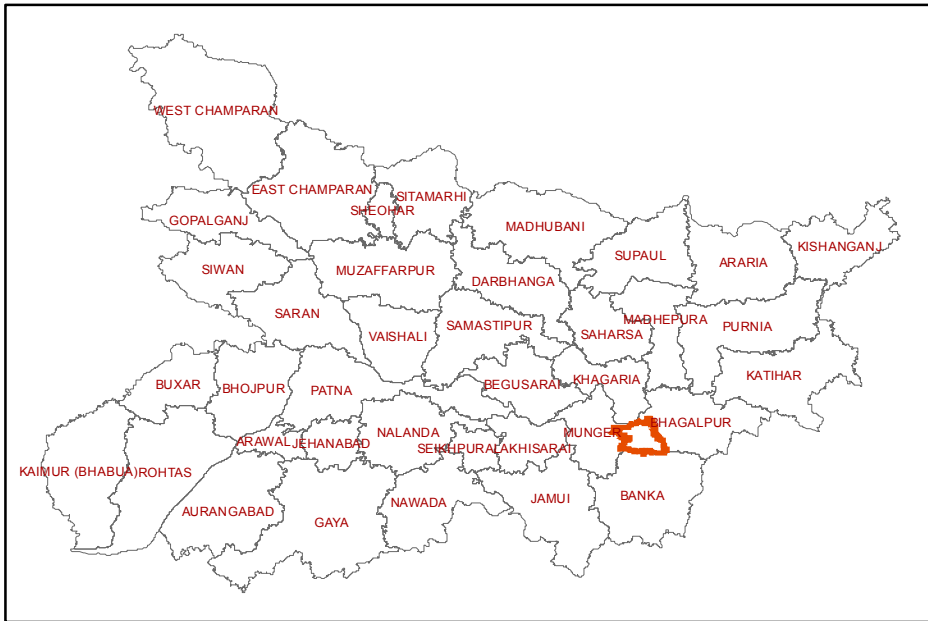 WEST CHAMPARAN
EAST CHAMPARAN
SHEOHAR
SITAMARHI
GOPALGANJ
MADHUBANI
SUPAUL
ARARIA
KISHANGANJ
SIWAN
MUZAFFARPUR
DARBHANGA
SARAN
VAISHALI
SAMASTIPUR
SAHARSA
MADHEPURA
PURNIA
BUXAR
BHOJPUR
PATNA
BEGUSARAI
KHAGARIA
KATIHAR
ARAWAL
JEHANABAD
NALANDA
SEIKHPURA
LAKHISARAI
MUNGER
BHAGALPUR
KAIMUR (BHABUA)
ROHTAS
AURANGABAD
GAYA
NAWADA
JAMUI
BANKA